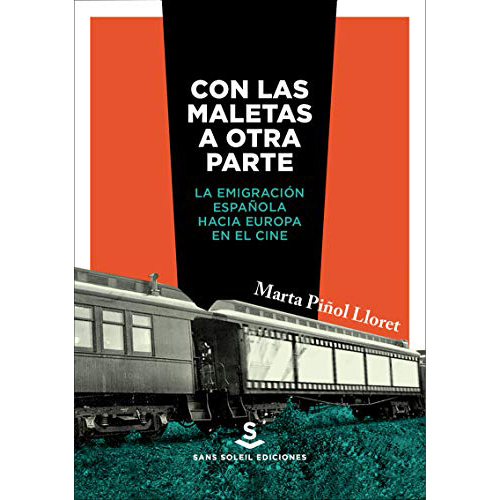 CON LAS
MALETAS
A OTRA
PARTE
LA EMIGRACIÓN
ESPAÑOLA
HACIA EUROPA
EN EL CINE
Marta Piñol Lloret
S
SANS SOLEIL EDICIONES